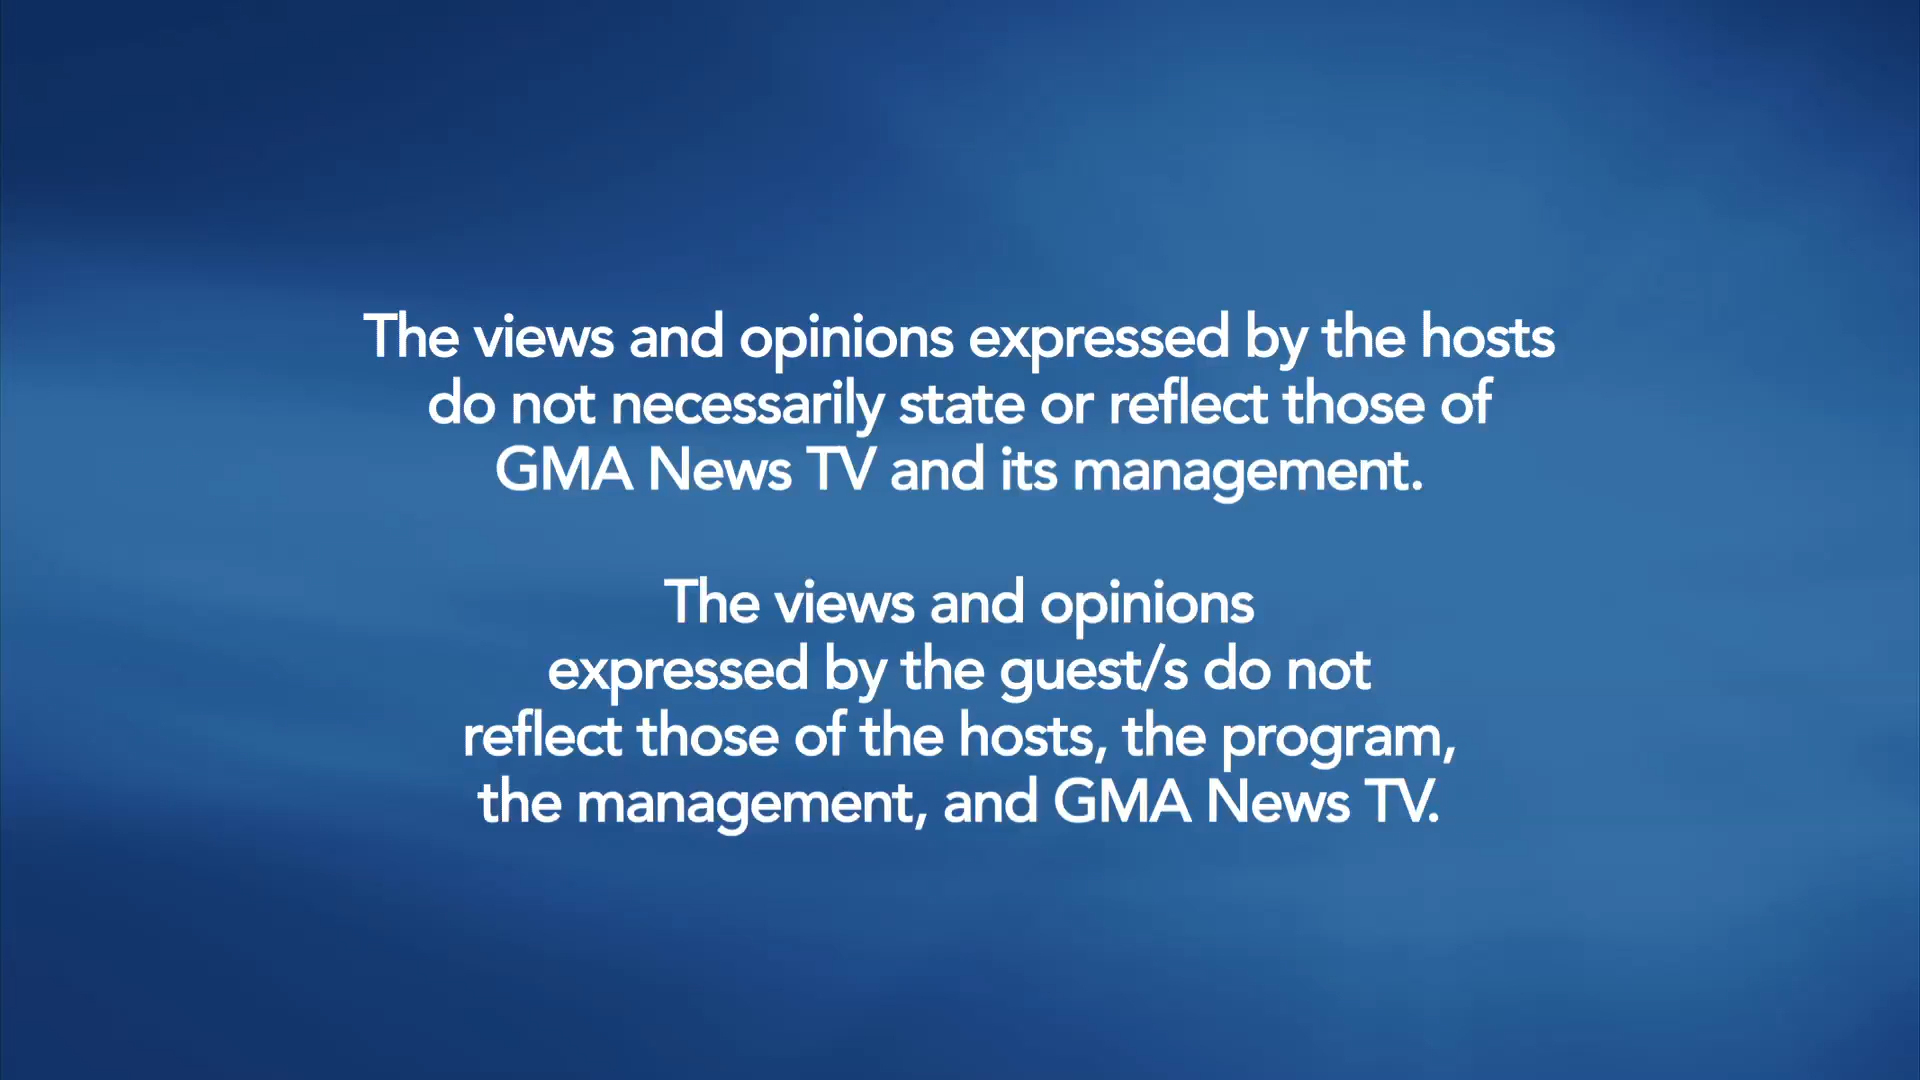 The views and opinions expressed by the hosts
do not necessarily state or reflect those of
GMA News TV and its management.
The views and opinions
expressed by the guest/s do not
reflect those of the hosts, the program,
the management, and GMA News TV.